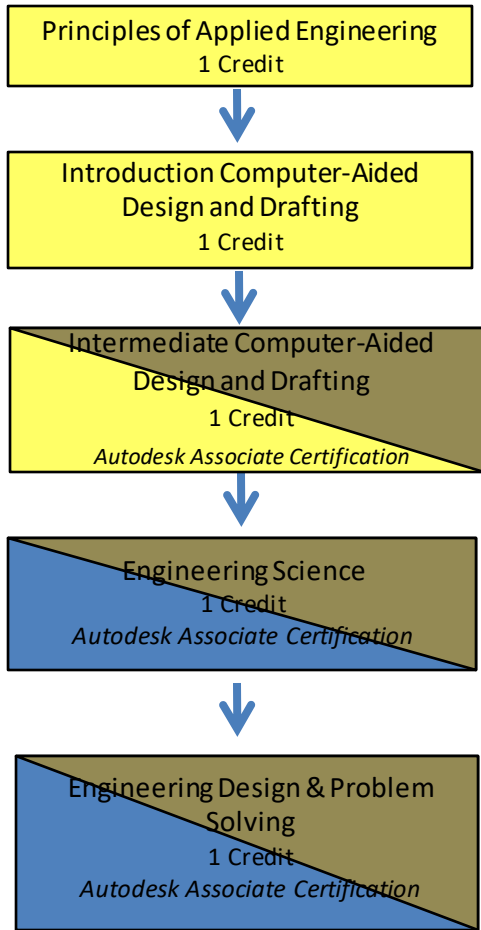 Principles of Applied Engineering
1 Credit
Introduction Computer-Aided
Design and Drafting
1 Credit
Intermediate Computer-Aided
Design and Drafting
1 Credit
Autodesk Associate Certification
Engineering Science
1 Credit
Autodesk Associate Certification
Engineering Design & Problem
Solving
1 Credit
Autodesk Associate Certification